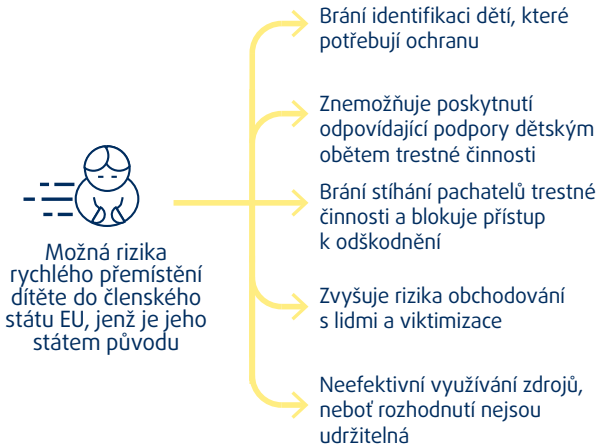 Možná rizika
rychlého přemístění
dítěte do členského
státu EU, jenž je jeho
státem původu
Brání identifikaci dětí, které
potřebují ochranu
Znemožňuje poskytnutí
odpovídající podpory dětským
obětem trestné činnosti
Brání stíhání pachatelů trestné
činnosti a blokuje přístup
k odškodnění
Zvyšuje rizika obchodování
s lidmi a viktimizace
Neefektivní využívání zdrojů,
neboť rozhodnutí nejsou
udržitelná